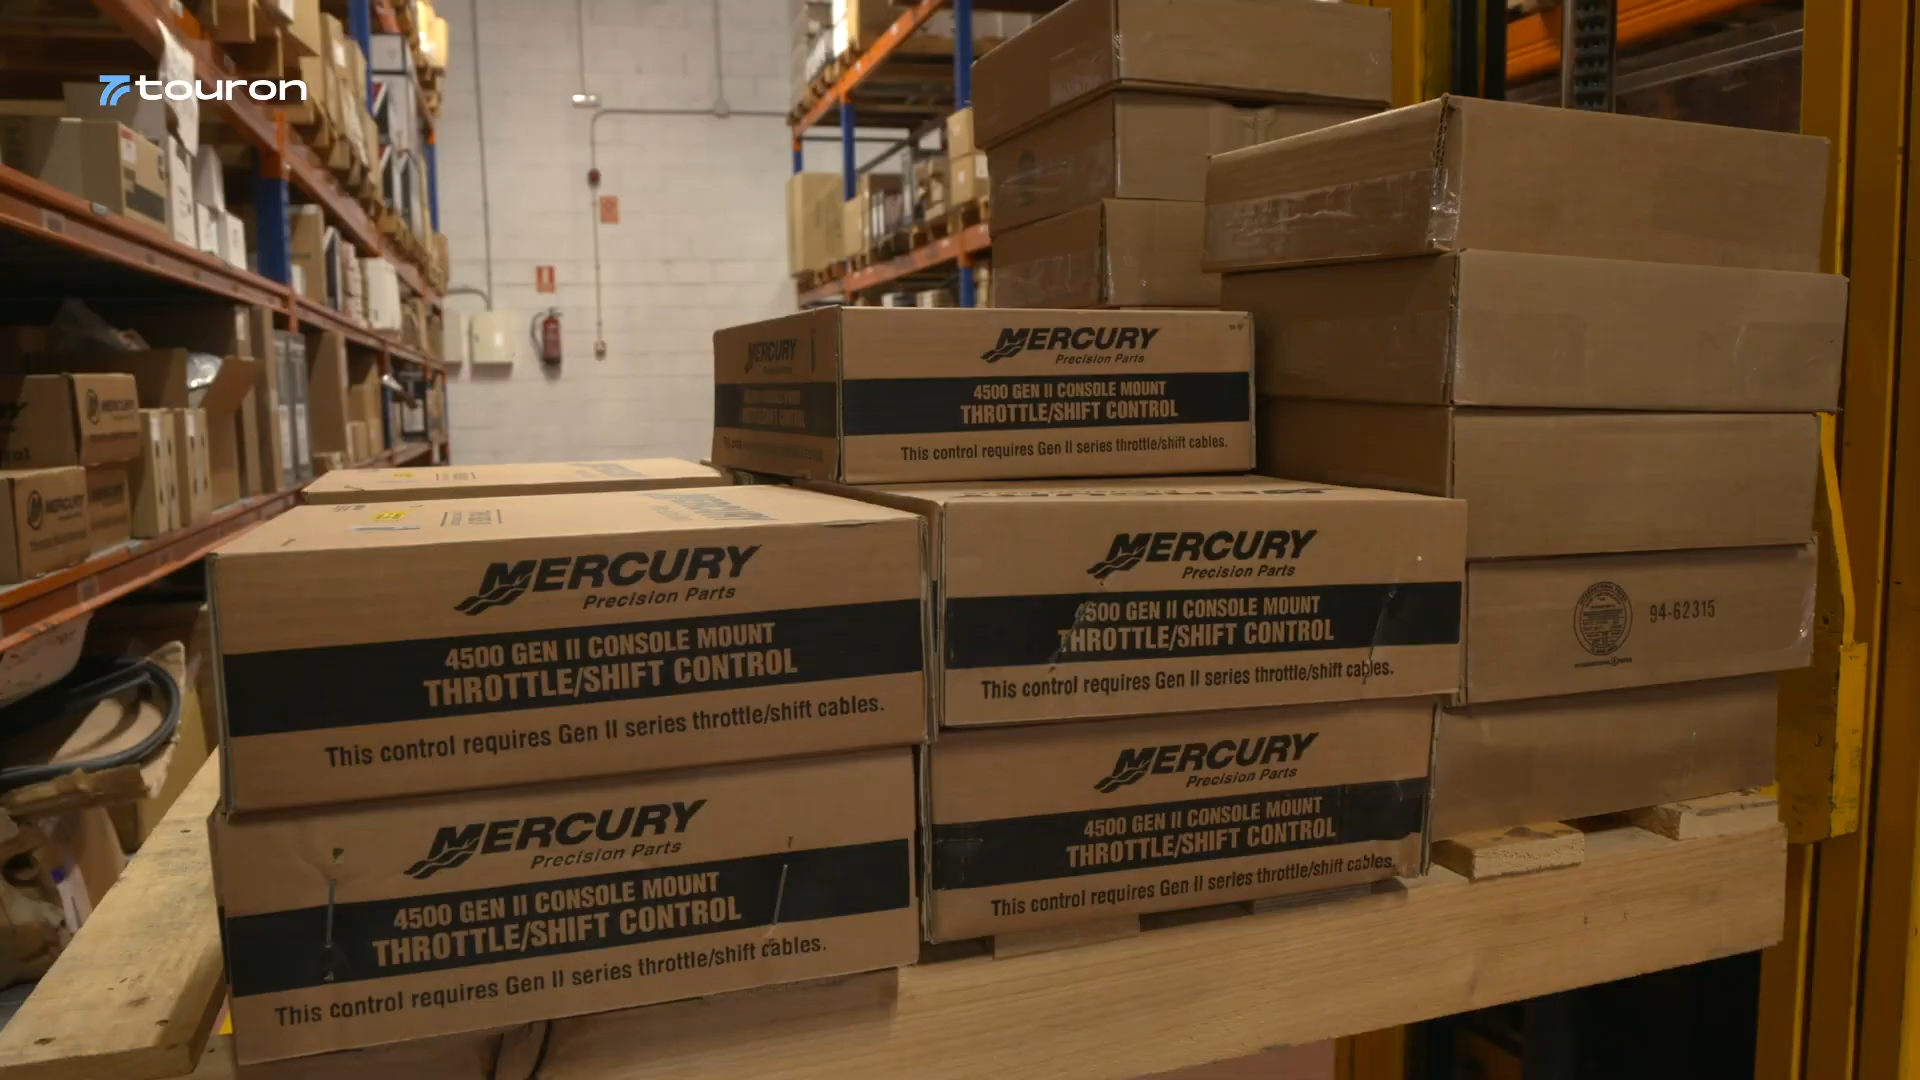 touron
MERCURY
Precision Parts
4500 GEN II CONSOLE MOUNT
THROTTLE/SHIFT CONTROL
This control requires Gen II series throttle/shift cables.
MERCURY
MERCURY
Precision Parts
4500 GEN II CONSOLE MOUNT
THROTTLE/SHIFT CONTROL
This control requires Gen II series throttle/shift cables.
MERCURY
Precision Parts
4500 GEN II CONSOLE MOUNT
THROTTLE/SHIFT CONTROL
This control requires Gen II series throttle/shift cables.
94-62315
MERCURY
Precision Parts
4500 GEN II CONSOLE MOUNT
THROTTLE/SHIFT CONTROL
This control requires Gen II series throttle/shift cables.
MERCURY
Precision Parts
4500 GEN II CONSOLE MOUNT
THROTTLE/SHIFT CONTROL
This control requires Gen II series throttle/shift cables.
MERCURY
MERCURY